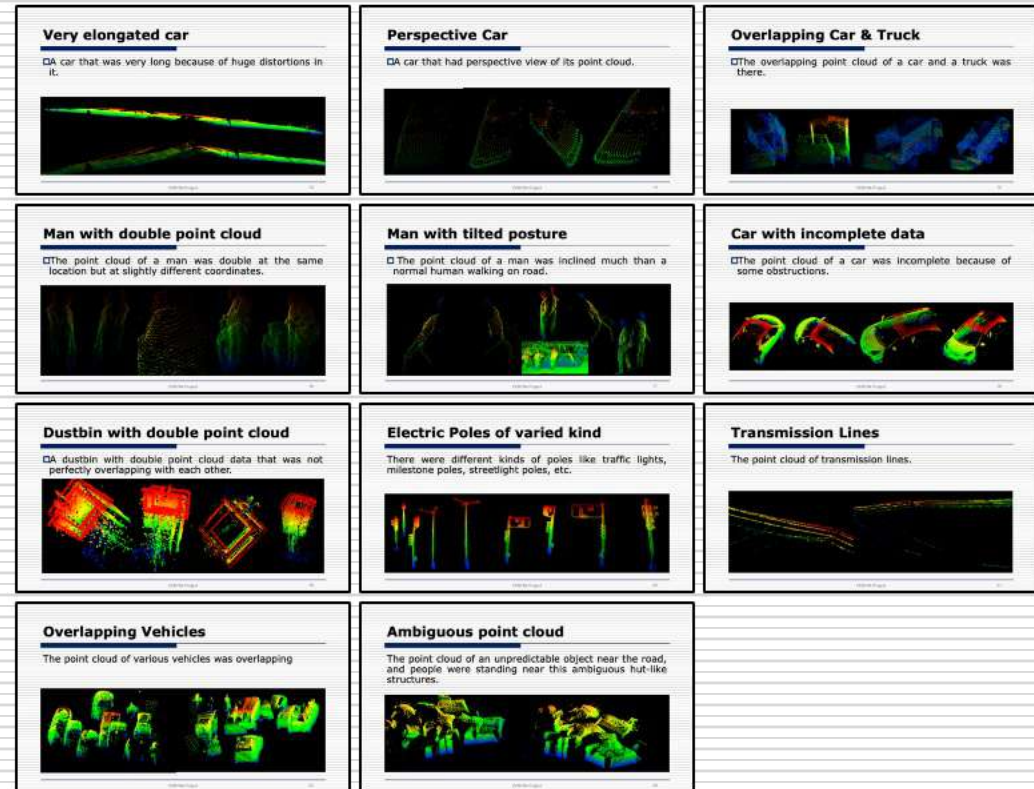 Very elongated car
A car that was very long because of huge distortions in
it.
Perspective Car
A car that had perspective view of its point cloud.
Overlapping Car & Truck
The overlapping point cloud of a car and a truck was
there.
Man with double point cloud
The point cloud of a man was double at the same
location but at slightly different coordinates.
Man with tilted posture
The point cloud of a man was inclined much than a
normal human walking on road.
Car with incomplete data
The point cloud of a car was incomplete because of
some obstructions.
Dustbin with double point cloud
A dustbin with double point cloud data that was not
perfectly overlapping with each other.
Electric Poles of varied kind
There were different kinds of poles like traffic lights,
milestone poles, streetlight poles, etc.
Transmission Lines
The point cloud of transmission lines.
Overlapping Vehicles
The point cloud of various vehicles was overlapping
Ambiguous point cloud
The point cloud of an unpredictable object near the road,
and people were standing near this ambiguous hut-like
structures.